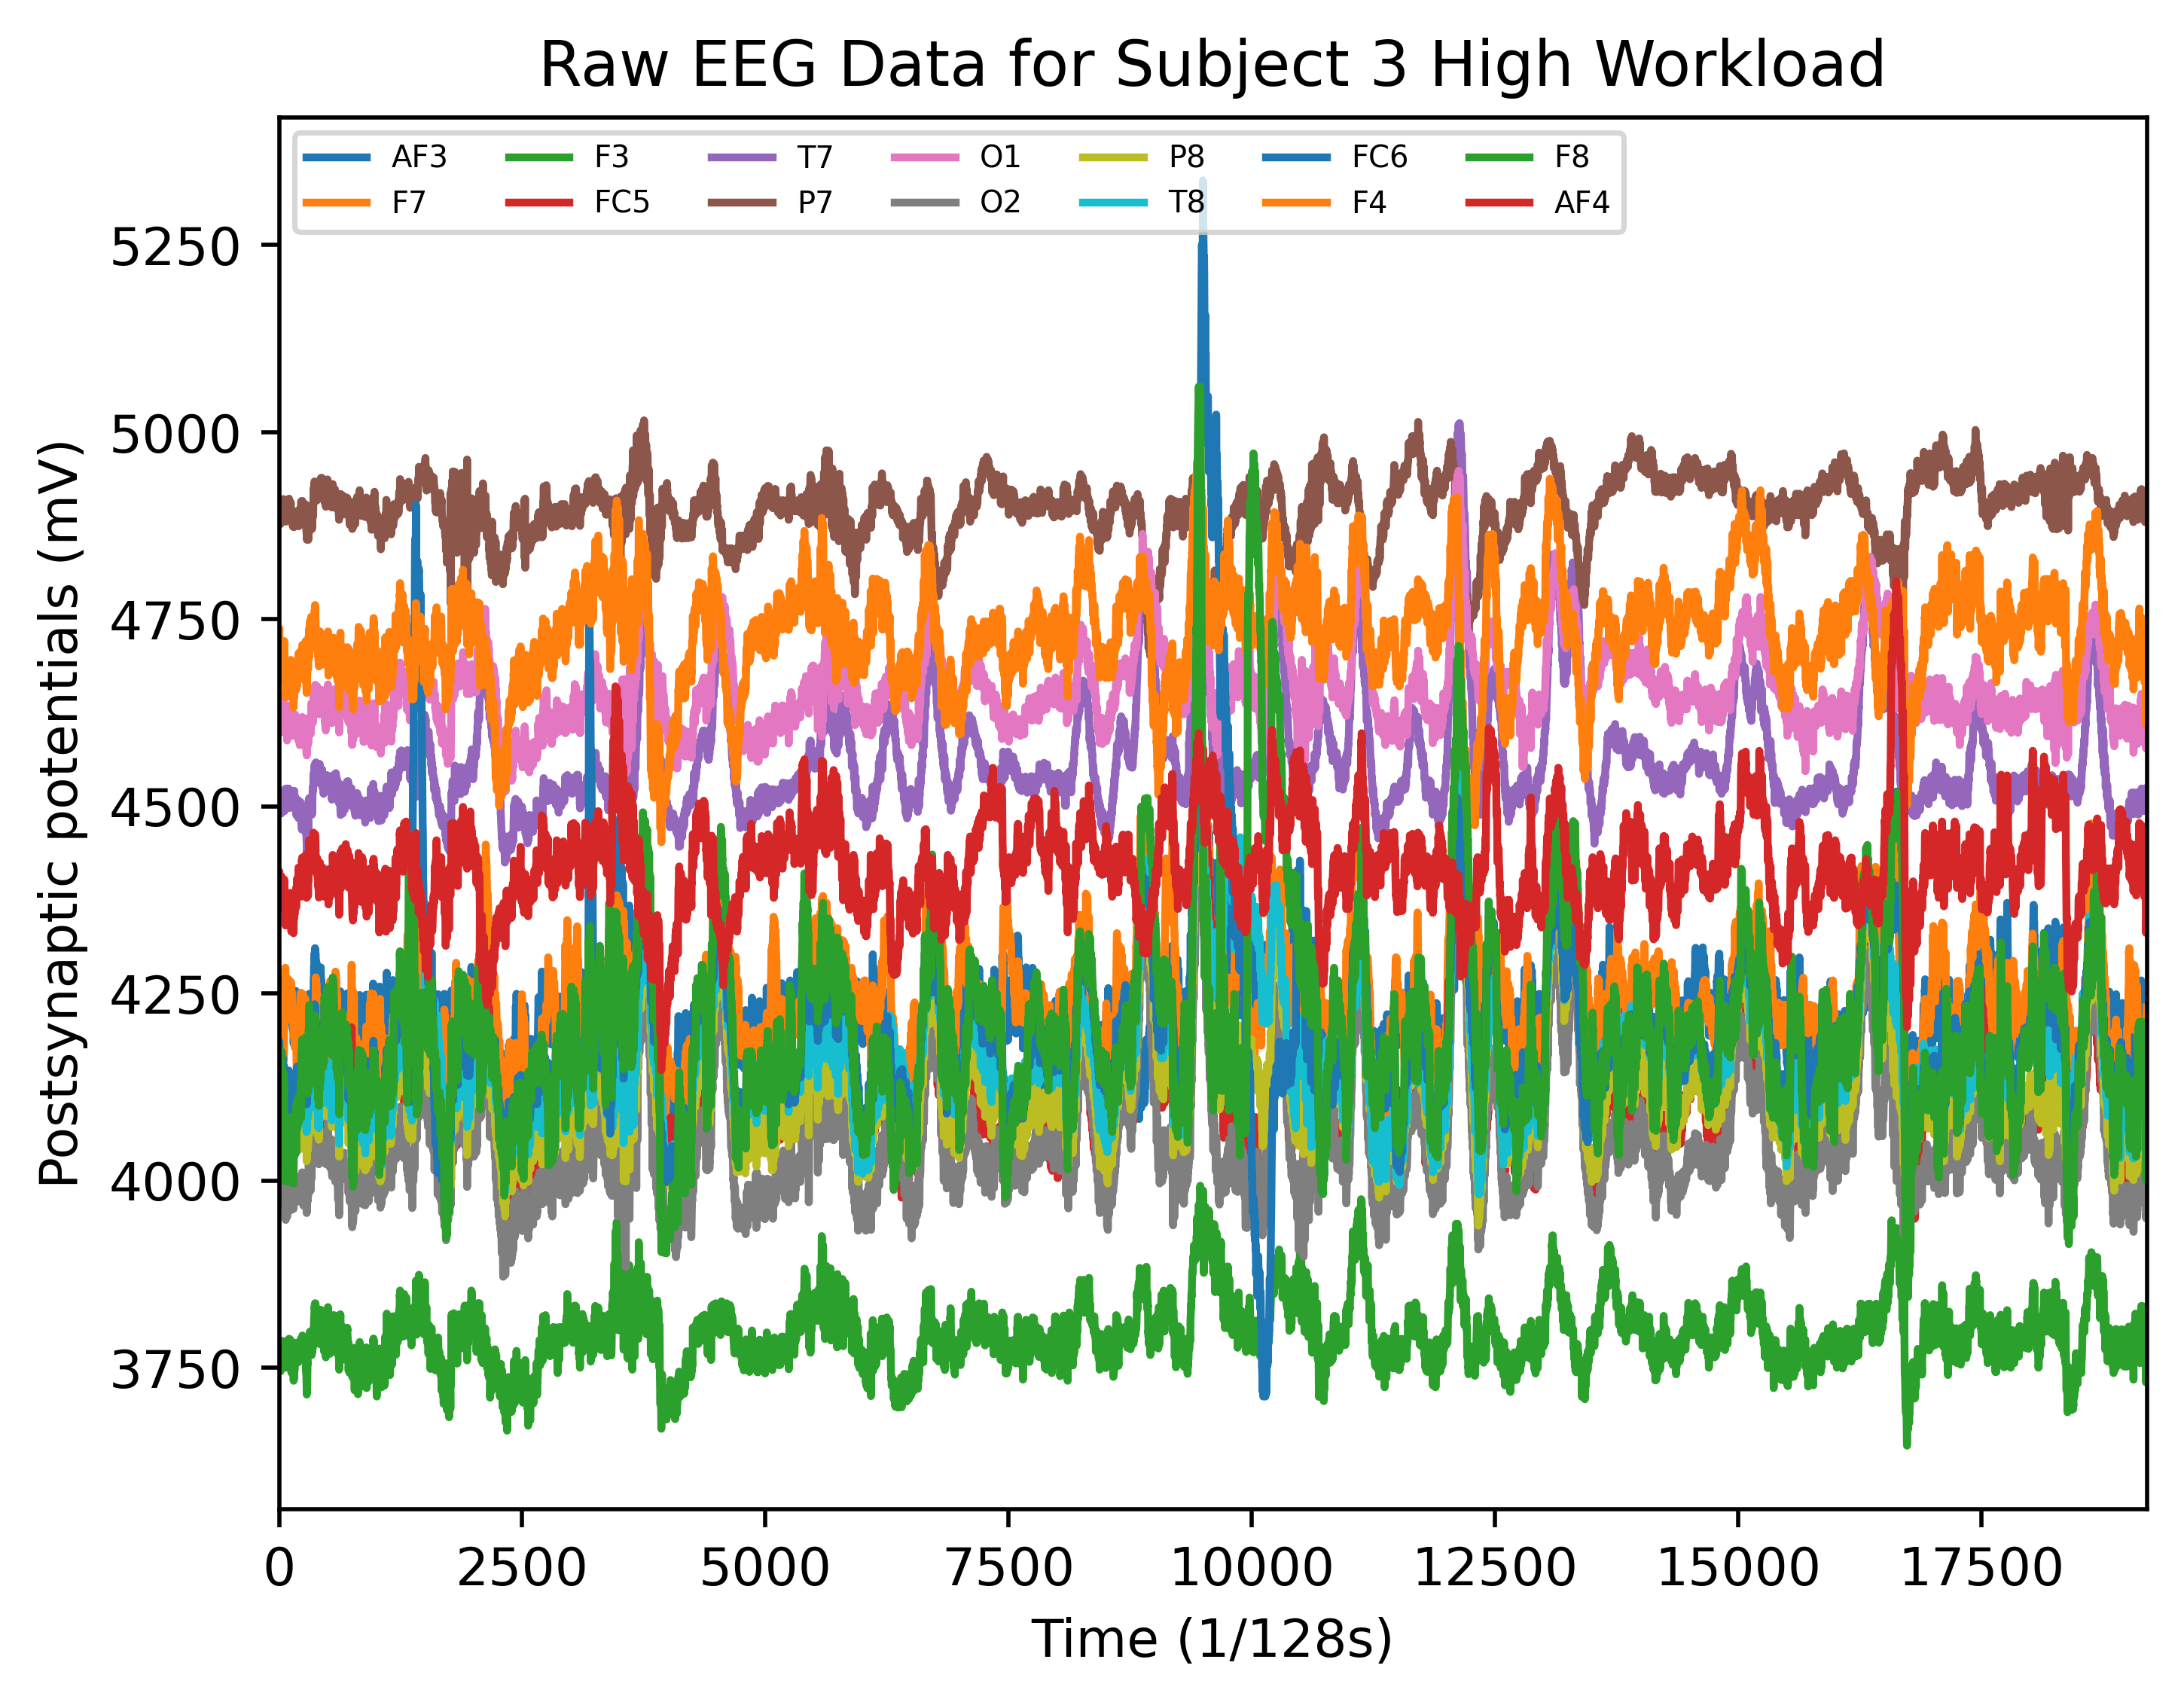 Raw EEG Data for Subject 3 High Workload
AF3 F3 T7 O1 P8 FC6 F8
F7 FC5 P7 O2 T8 F4 AF4
5250
5000
4750
4500
4250
4000
3750
Postsynaptic potentials (mV)
0 2500 5000 7500 10000 12500 15000 17500
Time (1/128s)